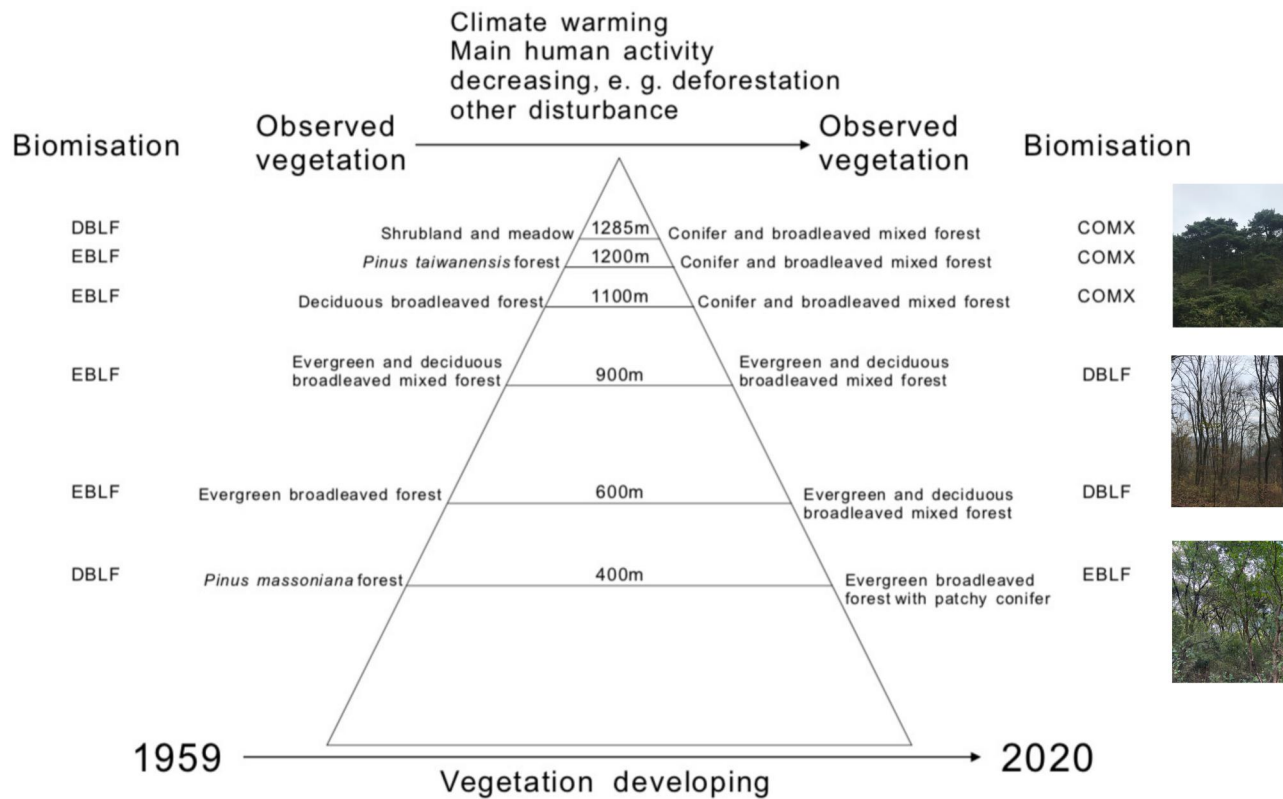 Climate warming
Main human activity
decreasing, e. g. deforestation
other disturbance
Biomisation
Observed
vegetation
Observed
vegetation
Biomisation
DBLF
Shrubland and meadow
1285m
Conifer and broadleaved mixed forest
COMX
EBLF
Pinus taiwanensis forest
1200m
Conifer and broadleaved mixed forest
COMX
EBLF
Deciduous broadleaved forest
1100m
Conifer and broadleaved mixed forest
COMX
EBLF
Evergreen and deciduous
broadleaved mixed forest
900m
Evergreen and deciduous
broadleaved mixed forest
DBLF
EBLF
Evergreen broadleaved forest
600m
Evergreen and deciduous
broadleaved mixed forest
DBLF
DBLF
Pinus massoniana forest
400m
Evergreen broadleaved
forest with patchy conifer
EBLF
1959
Vegetation developing
2020